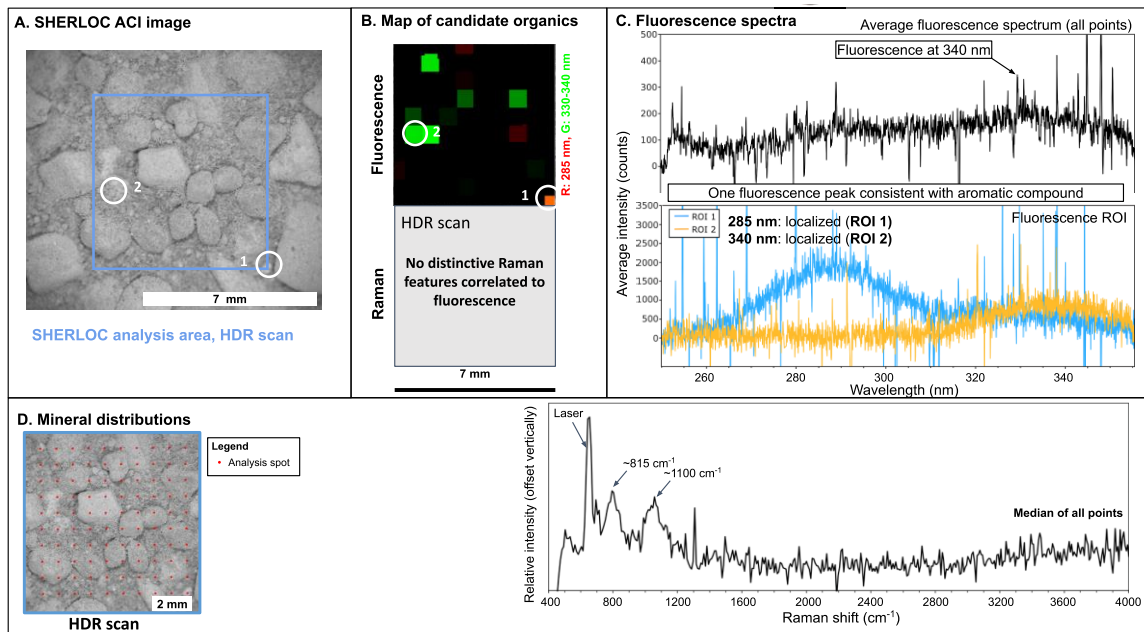 A. SHERLOC ACI image
2
1
7 mm
SHERLOC analysis area, HDR scan
B. Map of candidate organics
Fluorescence
2
1
R: 285 nm, G: 330-340 nm
HDR scan
Raman
No distinctive Raman
features correlated to
fluorescence
7 mm
C. Fluorescence spectra
Average fluorescence spectrum (all points)
Fluorescence at 340 nm
500
400
300
200
100
0
Average intensity (counts)
One fluorescence peak consistent with aromatic compound
ROI 1
ROI 2
285 nm: localized (ROI 1)
340 nm: localized (ROI 2)
Fluorescence ROI
3500
3000
2500
2000
1500
1000
500
0
260 280 300 320 340
Wavelength (nm)
D. Mineral distributions
Legend
Analysis spot
2 mm
HDR scan
Relative intensity (offset vertically)
Laser
~815 cm⁻¹
~1100 cm⁻¹
Median of all points
400 800 1200 1600 2000 2400 2800 3200 3600 4000
Raman shift (cm⁻¹)